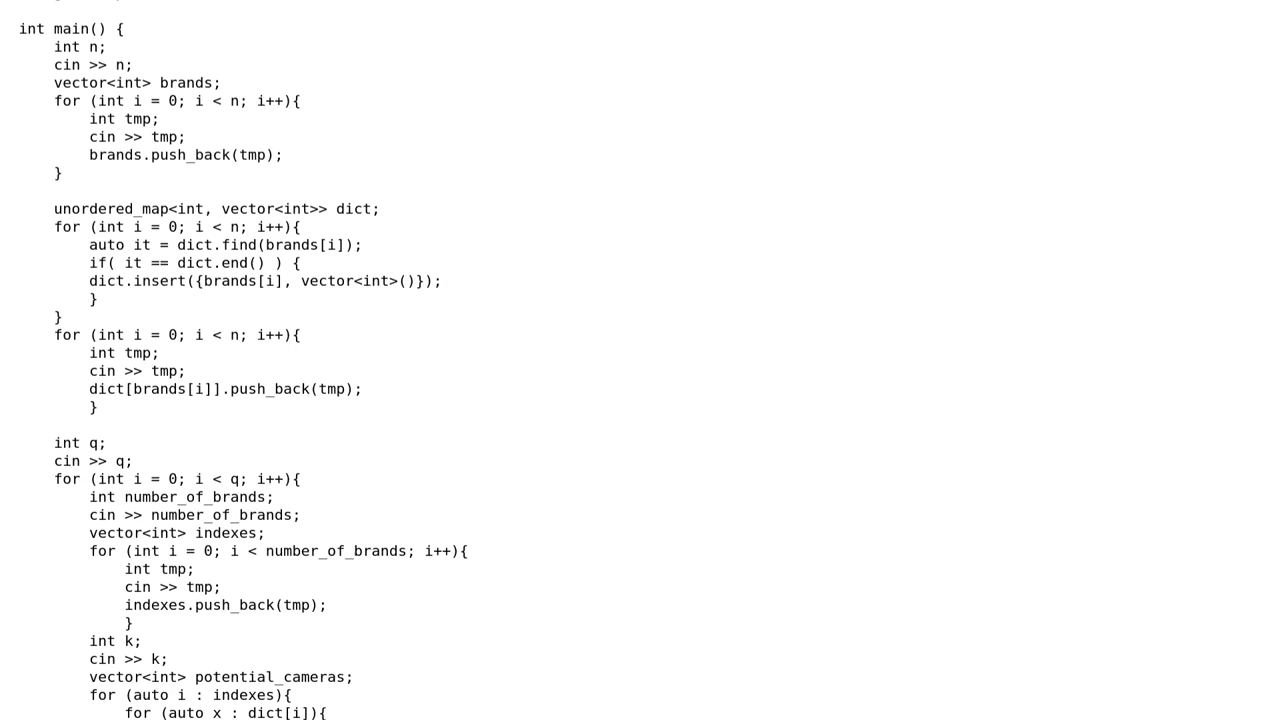 int main() {
    int n;
    cin >> n;
    vector<int> brands;
    for (int i = 0; i < n; i++){
        int tmp;
        cin >> tmp;
        brands.push_back(tmp);
    }

    unordered_map<int, vector<int>> dict;
    for (int i = 0; i < n; i++){
        auto it = dict.find(brands[i]);
        if( it == dict.end() ) {
        dict.insert({brands[i], vector<int>()});
        }
    }
    for (int i = 0; i < n; i++){
        int tmp;
        cin >> tmp;
        dict[brands[i]].push_back(tmp);
        }

    int q;
    cin >> q;
    for (int i = 0; i < q; i++){
        int number_of_brands;
        cin >> number_of_brands;
        vector<int> indexes;
        for (int i = 0; i < number_of_brands; i++){
            int tmp;
            cin >> tmp;
            indexes.push_back(tmp);
            }
        int k;
        cin >> k;
        vector<int> potential_cameras;
        for (auto i : indexes){
            for (auto x : dict[i]){